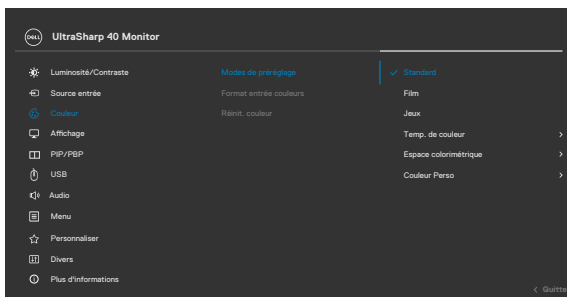 DELL UltraSharp 40 Monitor
Luminosité/Contraste Modes de préréglage Standard
Source entrée Format entrée couleurs Film
Couleur Réinit. couleur Jeux
Affichage Temp. de couleur
PIP/PBP Espace colorimétrique
USB Couleur Perso
Audio
Menu
Personnaliser
Divers
Plus d'informations
Quitte